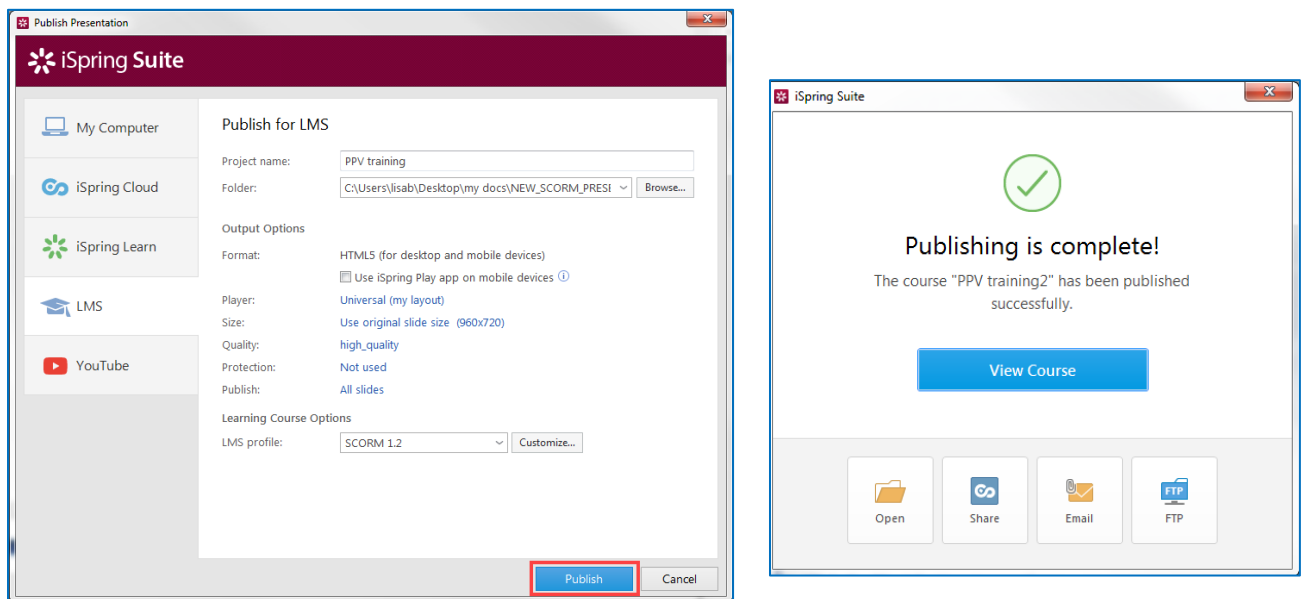 Publish Presentation
iSpring Suite
My Computer
iSpring Cloud
iSpring Learn
LMS
YouTube
Publish for LMS
Project name: PPV training
Folder: C:\Users\lisab\Desktop\my docs\NEW_SCORM_PRESE Browse...
Output Options
Format: HTML5 (for desktop and mobile devices)
Use iSpring Play app on mobile devices
Player: Universal (my layout)
Size: Use original slide size (960x720)
Quality: high_quality
Protection: Not used
Publish: All slides
Learning Course Options
LMS profile: SCORM 1.2 Customize...
Publish Cancel
iSpring Suite
Publishing is complete!
The course "PPV training2" has been published
successfully.
View Course
Open Share Email FTP
FTP